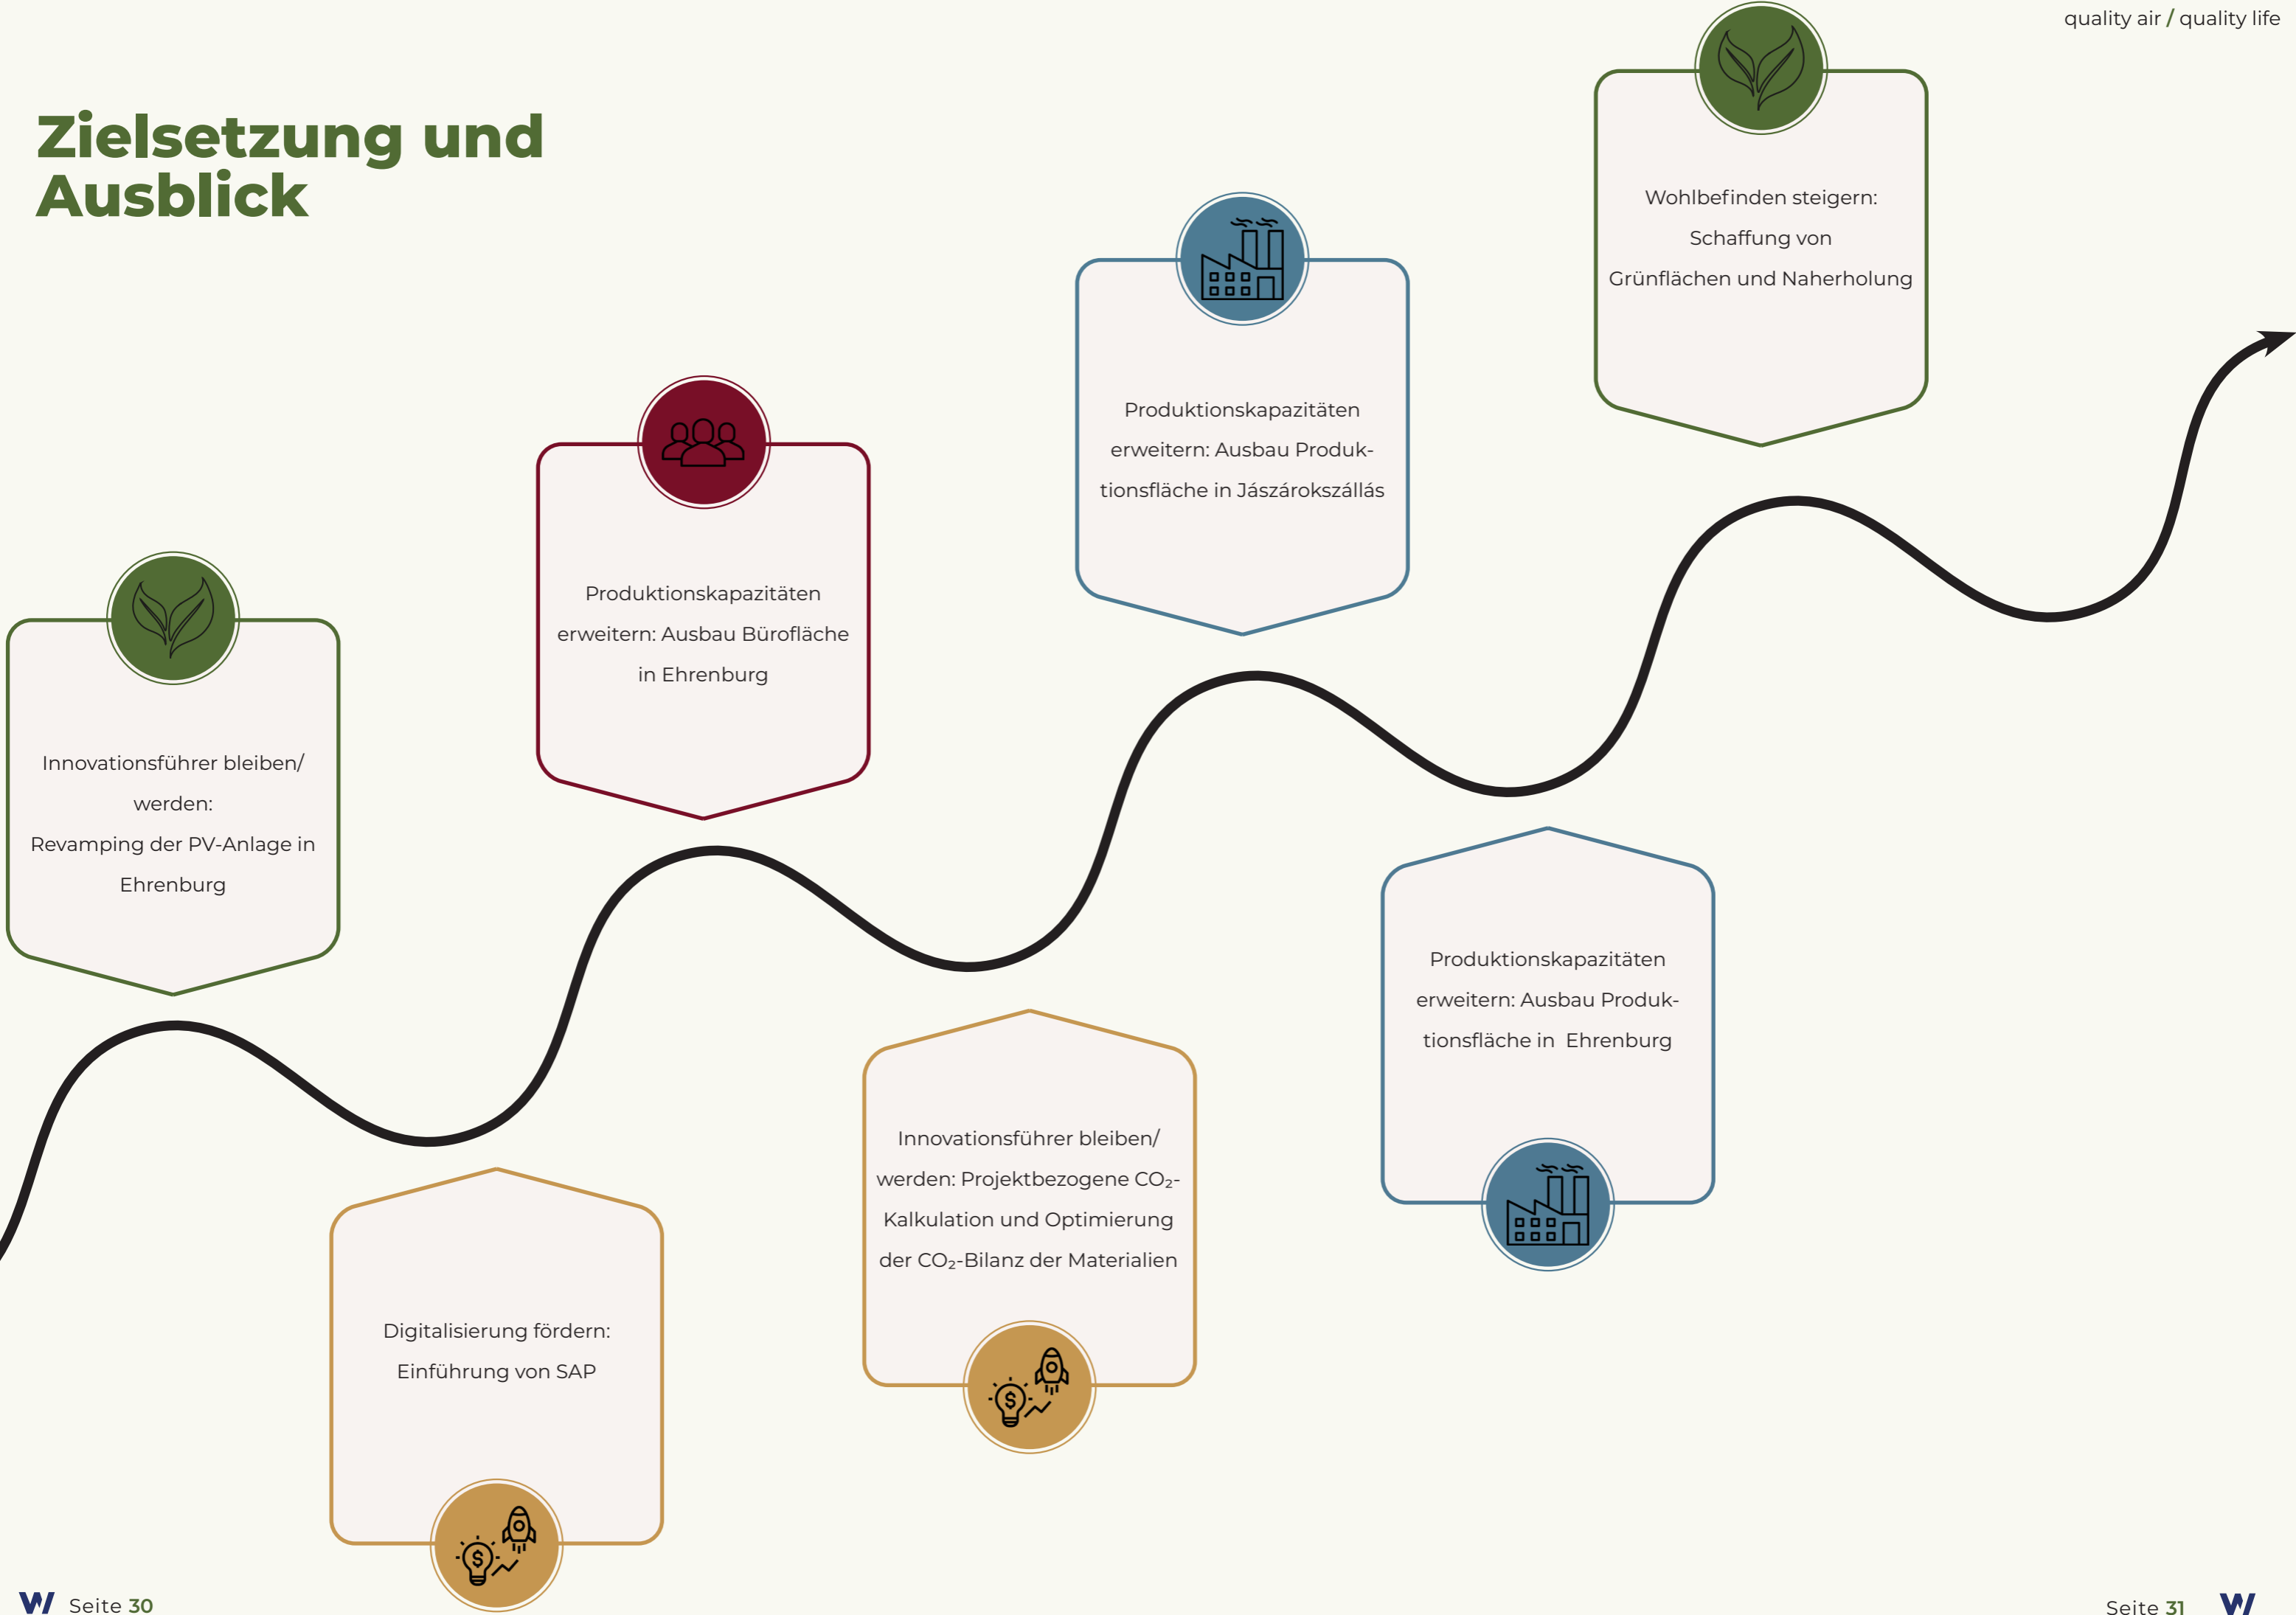 quality air / quality life
Zielsetzung und
Ausblick
Innovationsführer bleiben/
werden:
Revamping der PV-Anlage in
Ehrenburg
Digitalisierung fördern:
Einführung von SAP
Produktionskapazitäten
erweitern: Ausbau Bürofläche
in Ehrenburg
Innovationsführer bleiben/
werden: Projektbezogene CO₂-
Kalkulation und Optimierung
der CO₂-Bilanz der Materialien
Produktionskapazitäten
erweitern: Ausbau Produk-
tionsfläche in Jászárokszállás
Produktionskapazitäten
erweitern: Ausbau Produk-
tionsfläche in Ehrenburg
Wohlbefinden steigern:
Schaffung von
Grünflächen und Naherholung
Seite 30
Seite 31